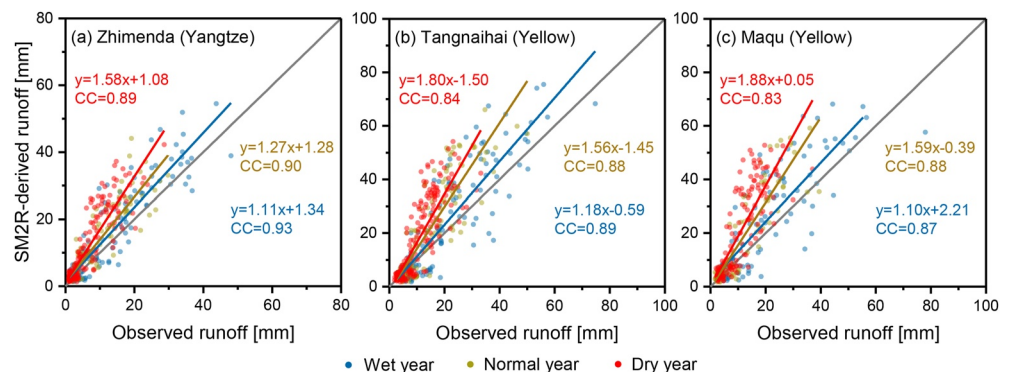 (a) Zhimenda (Yangtze)
y=1.58x+1.08
CC=0.89
y=1.27x+1.28
CC=0.90
y=1.11x+1.34
CC=0.93
SM2R-derived runoff [mm]
80
60
40
20
0
0 20 40 60 80
Observed runoff [mm]
(b) Tangnaihai (Yellow)
y=1.80x-1.50
CC=0.84
y=1.56x-1.45
CC=0.88
y=1.18x-0.59
CC=0.89
100
80
60
40
20
0
0 20 40 60 80 100
Observed runoff [mm]
(c) Maqu (Yellow)
y=1.88x+0.05
CC=0.83
y=1.59x-0.39
CC=0.88
y=1.10x+2.21
CC=0.87
100
80
60
40
20
0
0 20 40 60 80 100
Observed runoff [mm]
Wet year Normal year Dry year